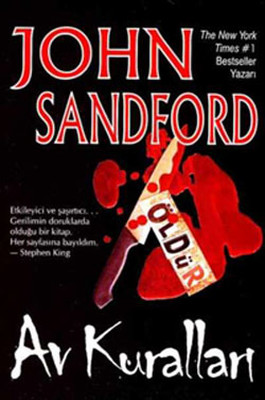 JOHN
SANDFORD
The New York
Times #1
Bestseller
Yazarı
Etkileyici ve şaşırtıcı. . .
Gerilimin doruklarda
olduğu bir kitap.
Her sayfasına bayıldım.
— Stephen King
ÖLDÜR
Av Kuralları